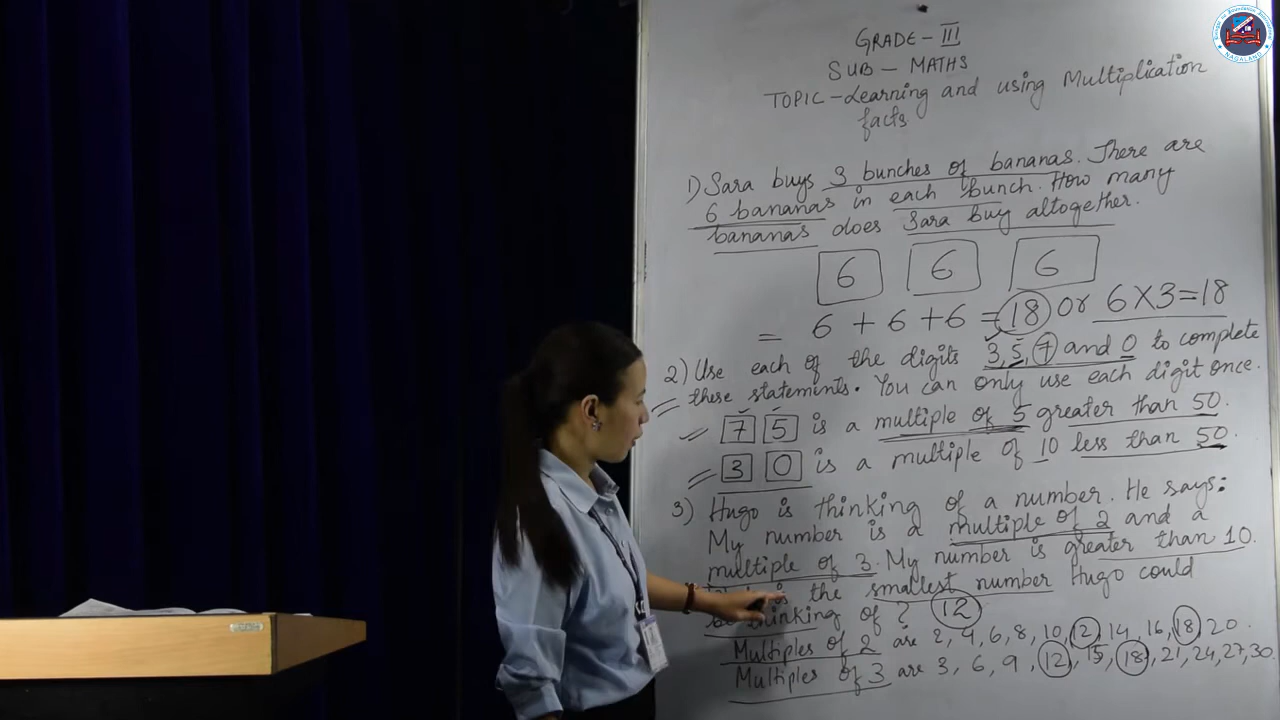 GRADE - III
SUB - MATHS
TOPIC - Learning and using Multiplication
facts
1) Sara buys 3 bunches of bananas. There are
6 bananas in each bunch. How many
bananas does Sara buy altogether.
6 6 6
= 6 + 6 + 6 = 18 or 6 X 3 = 18
2) Use each of the digits 3, 5, 7 and 0 to complete
these statements. You can only use each digit once.
7 5 is a multiple of 5 greater than 50.
3 0 is a multiple of 10 less than 50.
3) Hugo is thinking of a number. He says:
My number is a multiple of 2 and a
multiple of 3. My number is greater than 10.
is the smallest number Hugo could
thinking of? 12
Multiples of 2 are 2, 4, 6, 8, 10, 12, 14, 16, 18, 20.
Multiples of 3 are 3, 6, 9, 12, 15, 18, 21, 24, 27, 30
NAGALAND